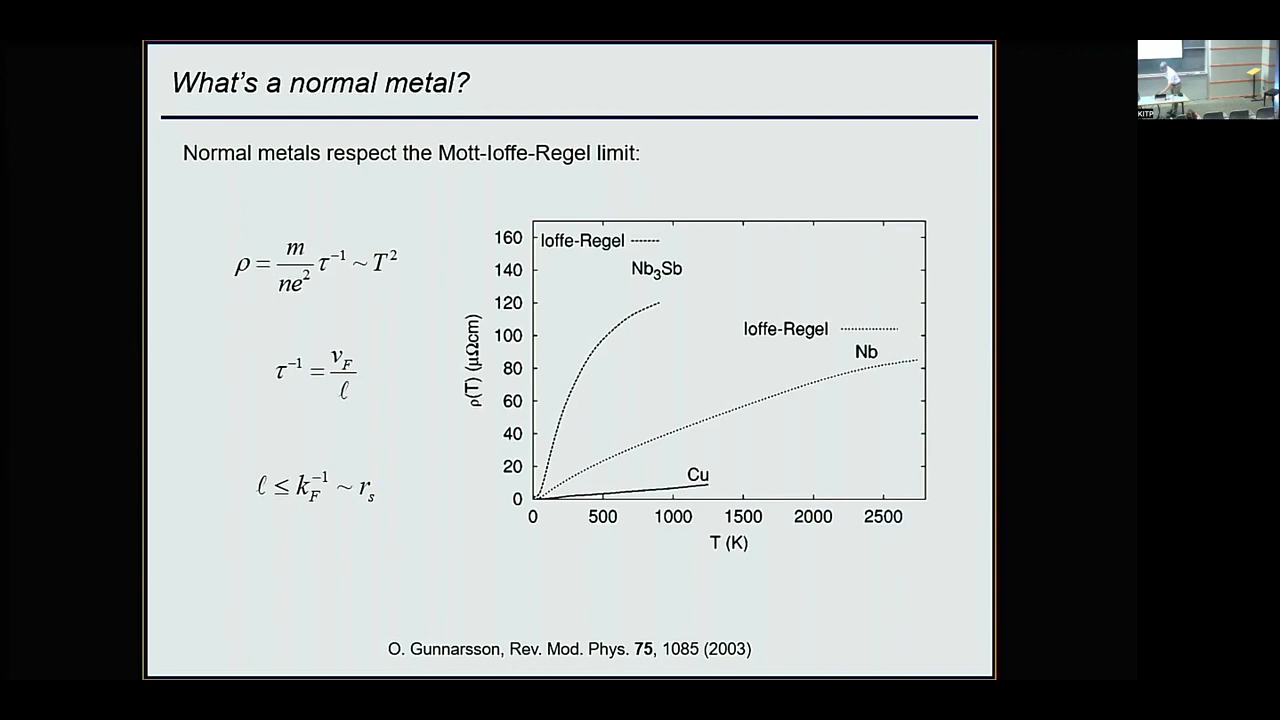 What's a normal metal?
Normal metals respect the Mott-Ioffe-Regel limit:
ρ = m/ne² τ⁻¹ ~ T²
τ⁻¹ = v_F/ℓ
ℓ ≤ k_F⁻¹ ~ r_s
ρ(T) (μΩcm)
160
140
120
100
80
60
40
20
0
Ioffe-Regel
Nb₃Sb
Ioffe-Regel
Nb
Cu
0 500 1000 1500 2000 2500
T (K)
O. Gunnarsson, Rev. Mod. Phys. 75, 1085 (2003)
KITP